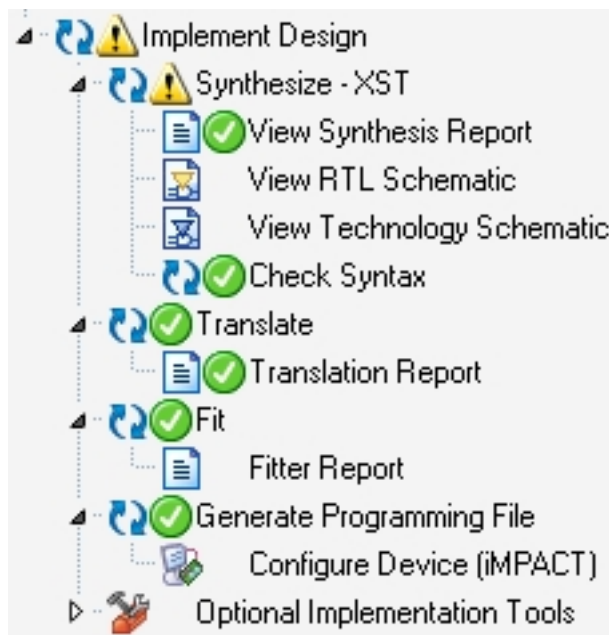 Implement Design
Synthesize - XST
View Synthesis Report
View RTL Schematic
View Technology Schematic
Check Syntax
Translate
Translation Report
Fit
Fitter Report
Generate Programming File
Configure Device (iMPACT)
Optional Implementation Tools